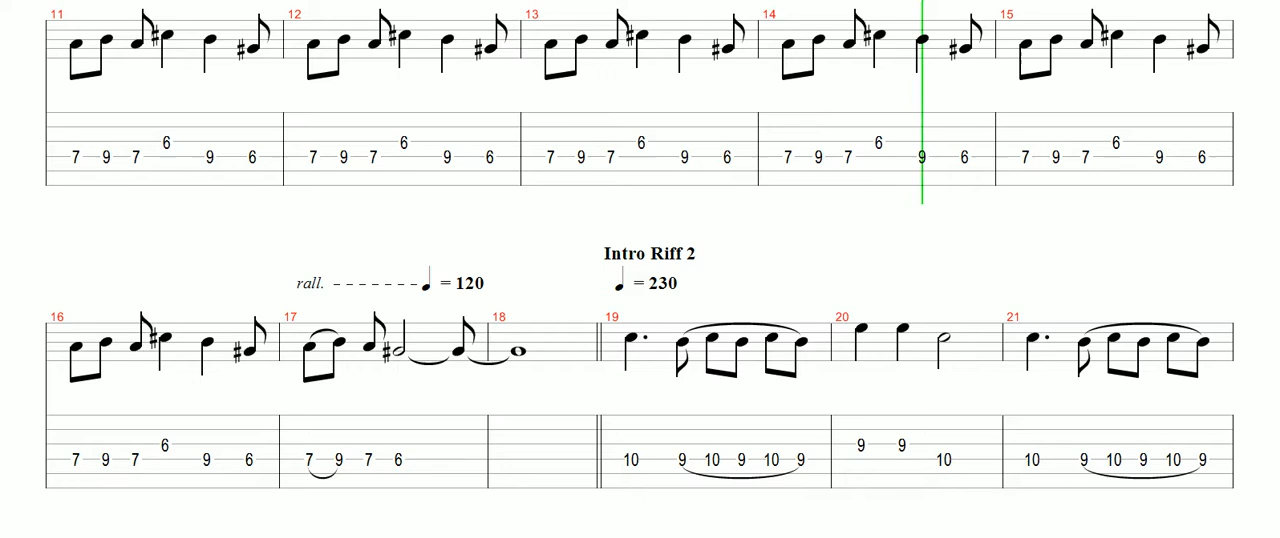 11 12 13 14 15
6 6 6 6 6
7 9 7 9 6 7 9 7 9 6 7 9 7 9 6 7 9 7 9 6 7 9 7 9 6
Intro Riff 2
rall. = 120 = 230
16 17 18 19 20 21
6 9 9
7 9 7 9 6 7 9 7 6 10 9 10 9 10 9 10 10 9 10 9 10 9